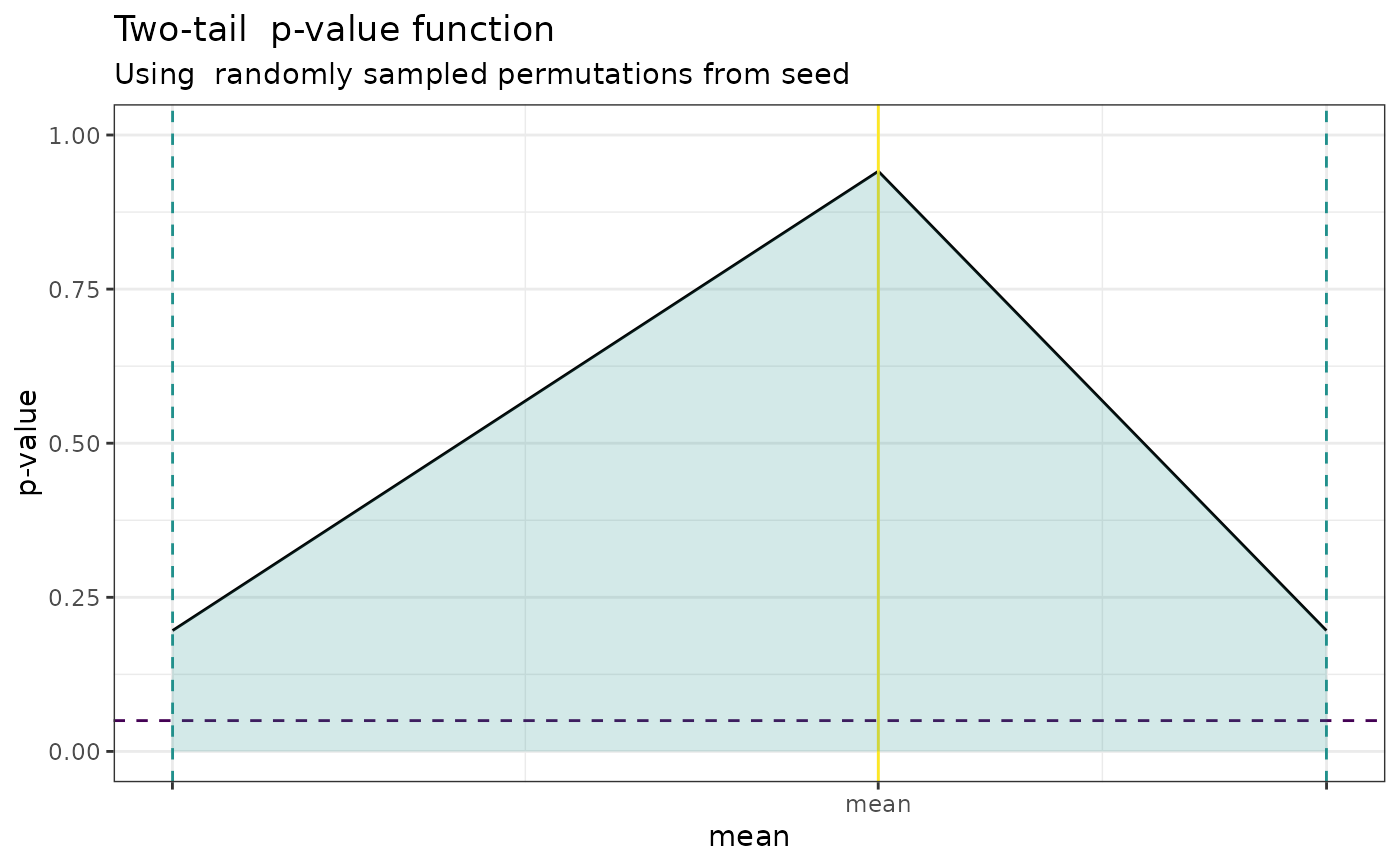 Two-tail  p-value function
Using  randomly sampled permutations from seed
p-value
1.00
0.75
0.50
0.25
0.00
mean
mean